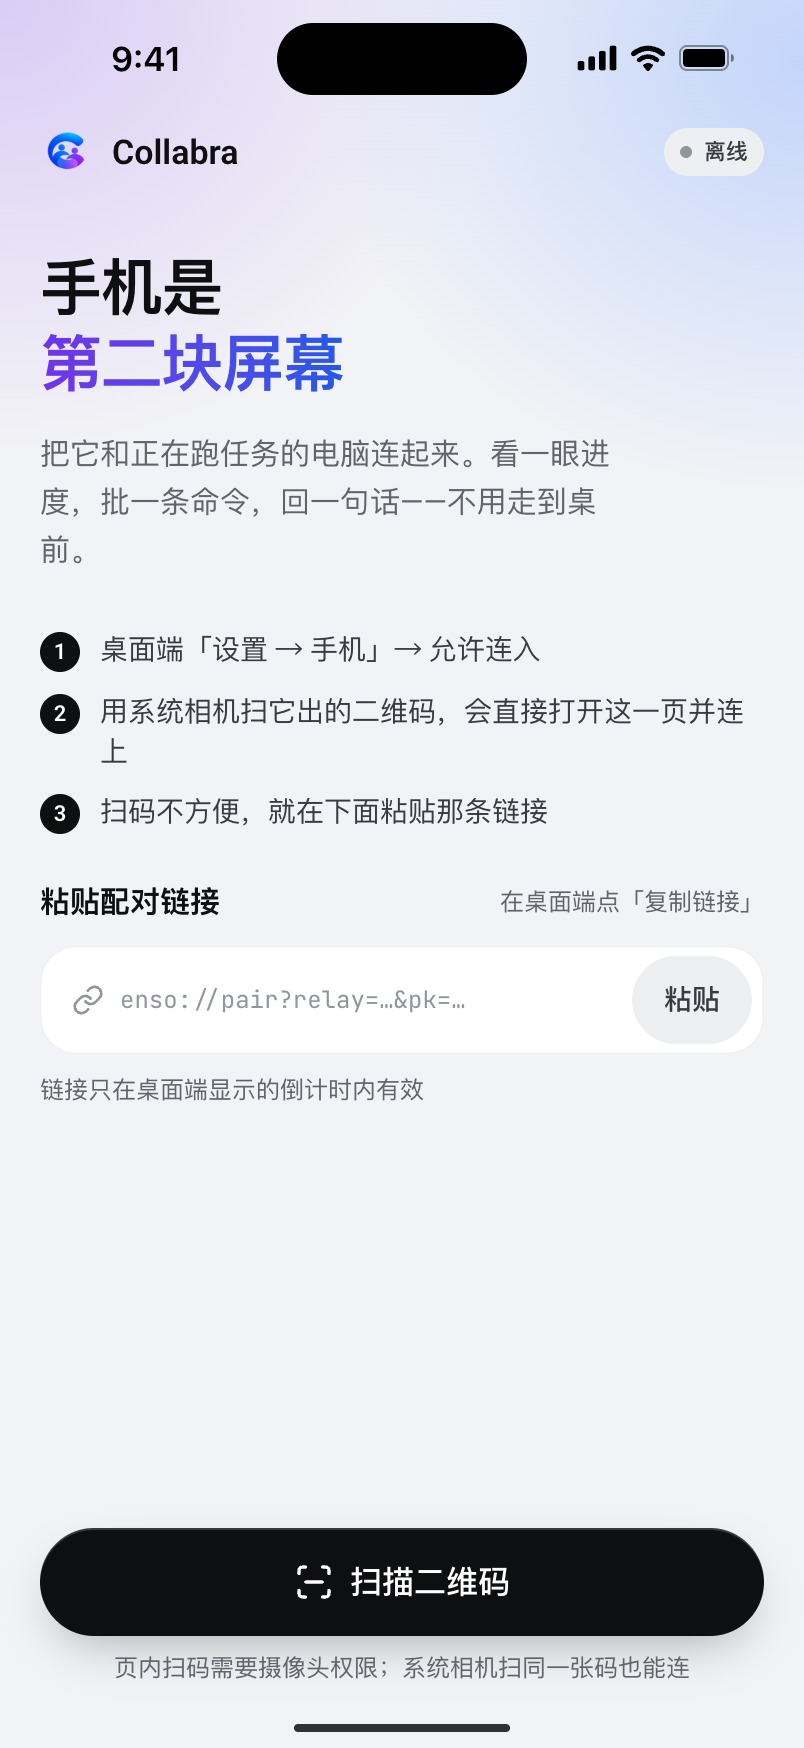 9:41
Collabra
离线
手机是
第二块屏幕
把它和正在跑任务的电脑连起来。看一眼进
度，批一条命令，回一句话——不用走到桌
前。
1 桌面端「设置 → 手机」→ 允许连入
2 用系统相机扫它出的二维码，会直接打开这一页并连
上
3 扫码不方便，就在下面粘贴那条链接
粘贴配对链接
在桌面端点「复制链接」
enso://pair?relay=…&pk=…
粘贴
链接只在桌面端显示的倒计时内有效
扫描二维码
页内扫码需要摄像头权限；系统相机扫同一张码也能连